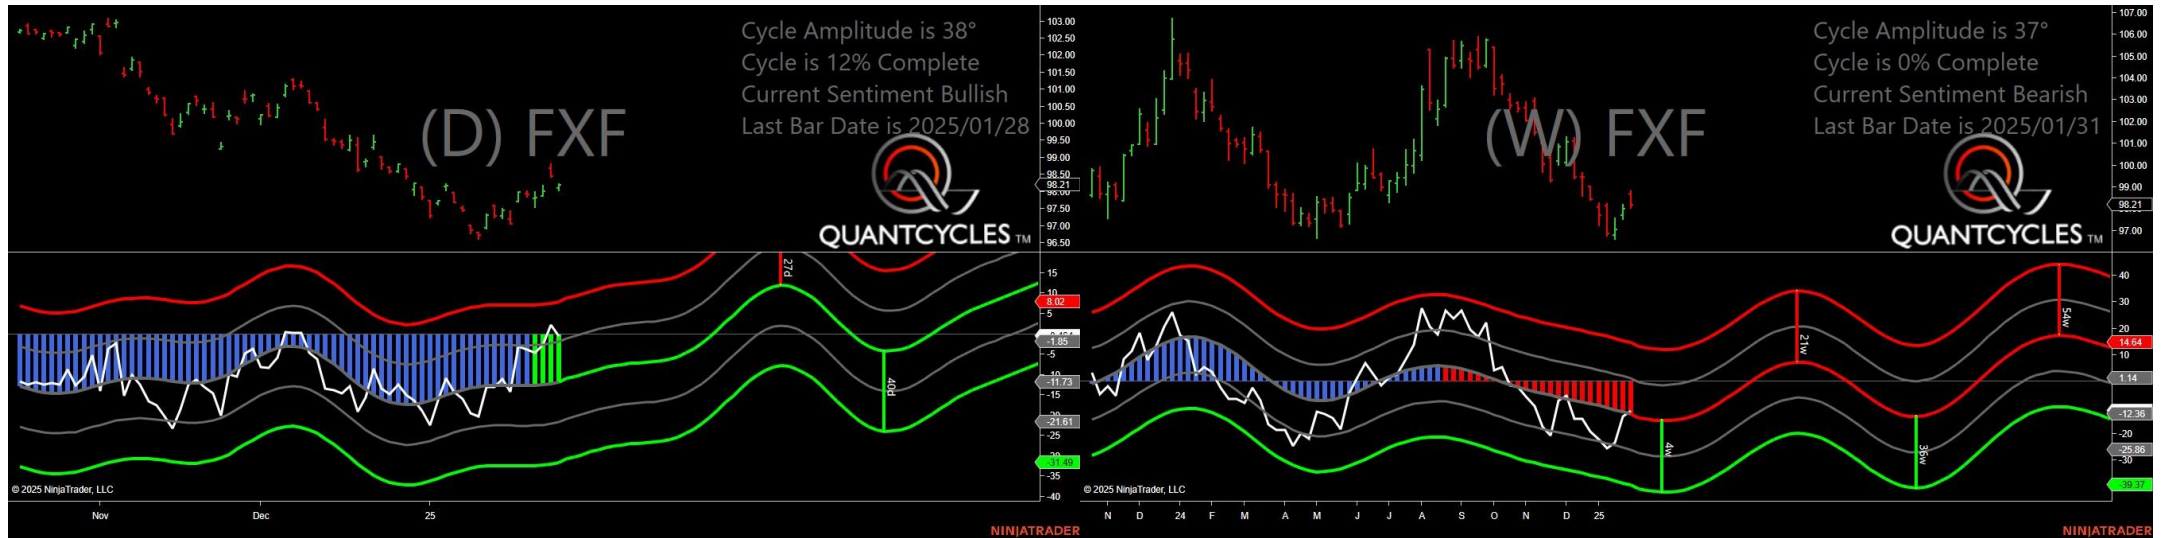 Cycle Amplitude is 38°
Cycle is 12% Complete
Current Sentiment Bullish
Last Bar Date is 2025/01/28
(D) FXF
QUANTCYCLES TM
103.00
102.50
102.00
101.50
101.00
100.50
100.00
99.50
99.00
98.50
98.21
98.00
97.50
97.00
96.50
27d
40d
15
10
8.02
5
-1.85
-5
-10
-11.73
-15
-21.61
-25
-31.49
-35
-40
© 2025 NinjaTrader, LLC
Nov
Dec
25
NINJATRADER
Cycle Amplitude is 37°
Cycle is 0% Complete
Current Sentiment Bearish
Last Bar Date is 2025/01/31
(W) FXF
QUANTCYCLES TM
107.00
106.00
105.00
104.00
103.00
102.00
101.00
100.00
99.00
98.21
97.00
4w
21w
36w
54w
40
30
20
14.64
10
1.14
-12.36
-20
-25.86
-30
-39.37
© 2025 NinjaTrader, LLC
N D 24 F M A M J J A S O N D 25
NINJATRADER